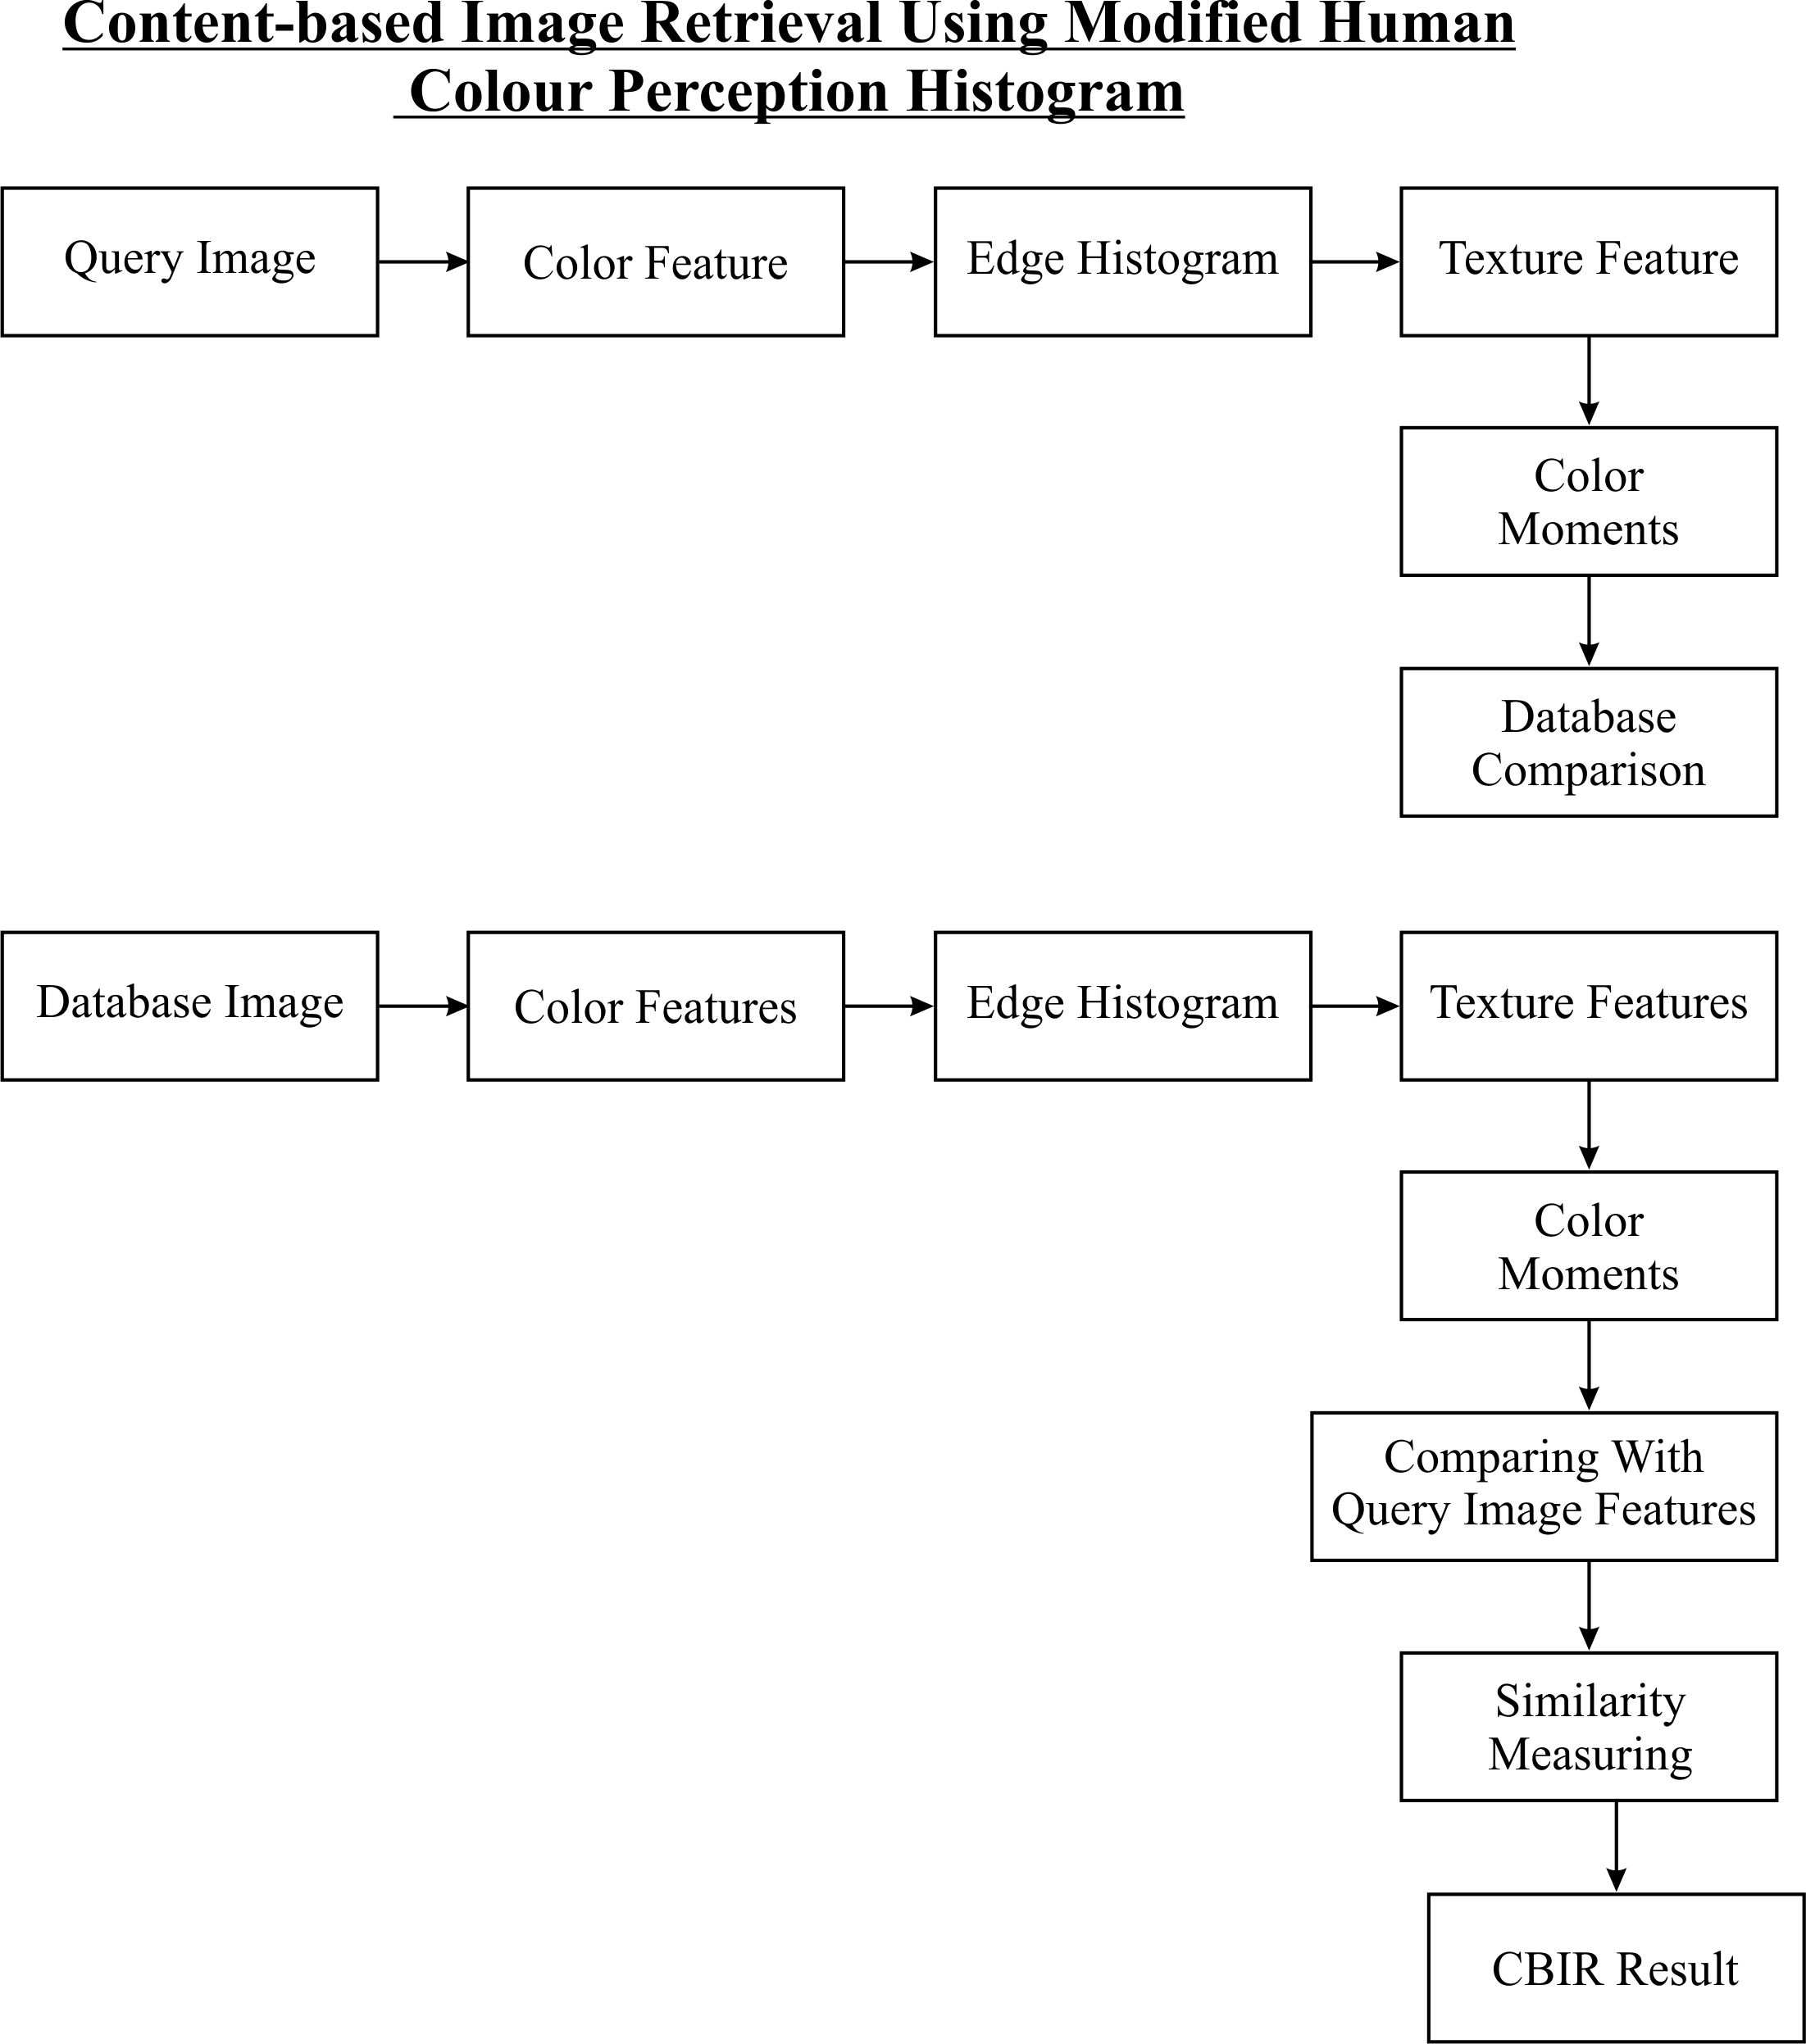 Content-based Image Retrieval Using Modified Human
Colour Perception Histogram
Query Image
Color Feature
Edge Histogram
Texture Feature
Color
Moments
Database
Comparison
Database Image
Color Features
Edge Histogram
Texture Features
Color
Moments
Comparing With
Query Image Features
Similarity
Measuring
CBIR Result